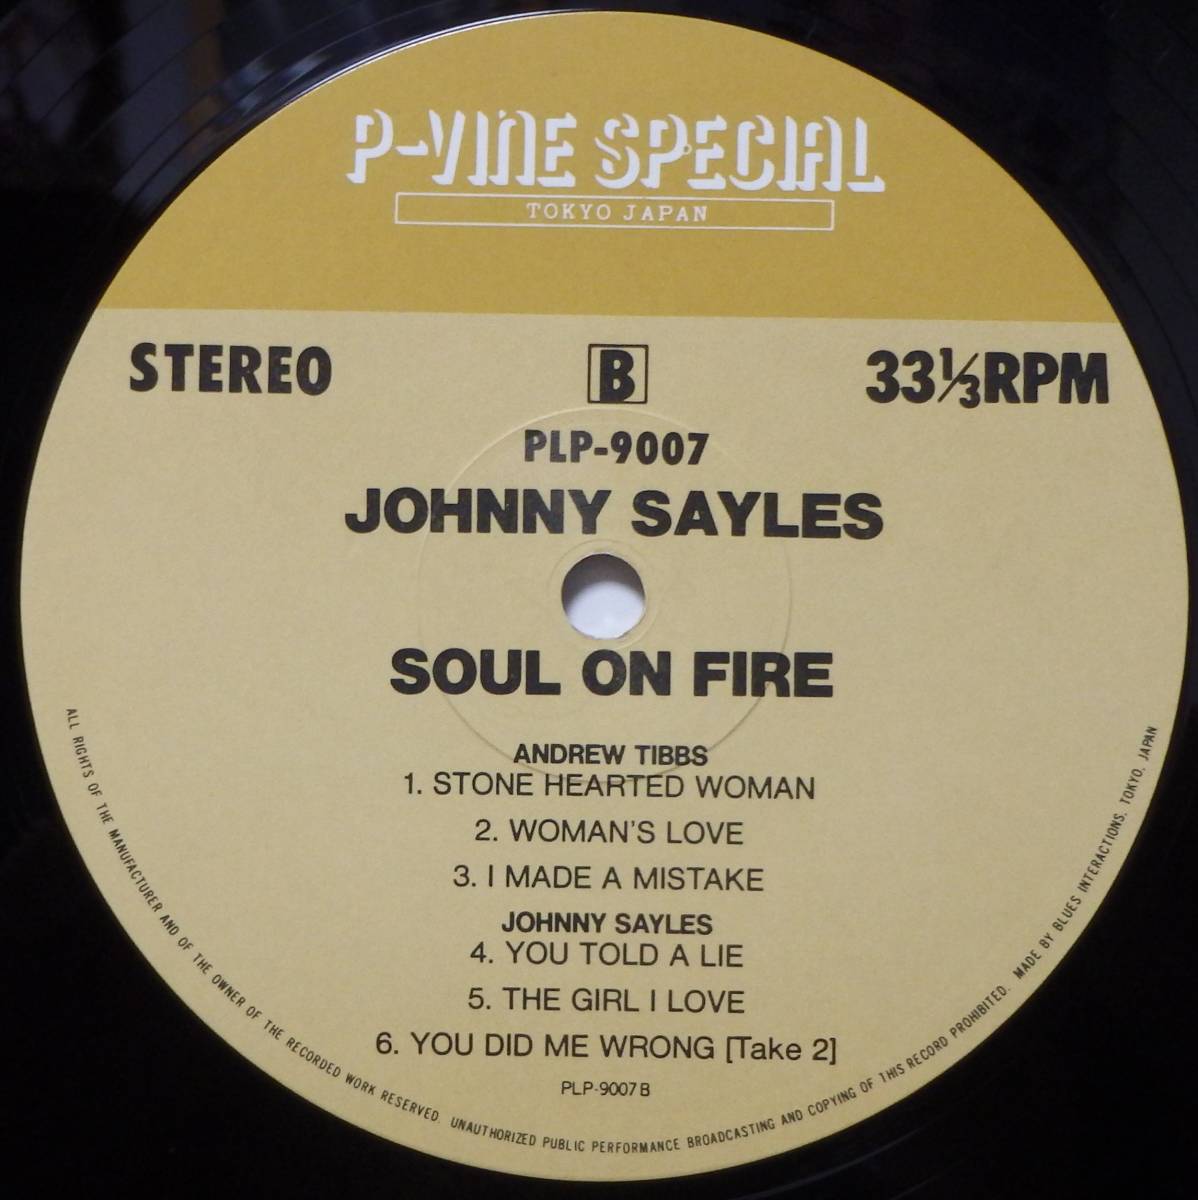 P-VINE SPECIAL
TOKYO JAPAN
STEREO
B
33⅓RPM
PLP-9007
JOHNNY SAYLES
SOUL ON FIRE
ANDREW TIBBS
1. STONE HEARTED WOMAN
2. WOMAN'S LOVE
3. I MADE A MISTAKE
JOHNNY SAYLES
4. YOU TOLD A LIE
5. THE GIRL I LOVE
6. YOU DID ME WRONG [Take 2]
PLP-9007 B
ALL RIGHTS OF THE MANUFACTURER AND OF THE OWNER OF THE RECORDED WORK RESERVED. UNAUTHORIZED PUBLIC PERFORMANCE BROADCASTING AND COPYING OF THIS RECORD PROHIBITED. MADE BY BLUES INTERACTIONS. TOKYO. JAPAN